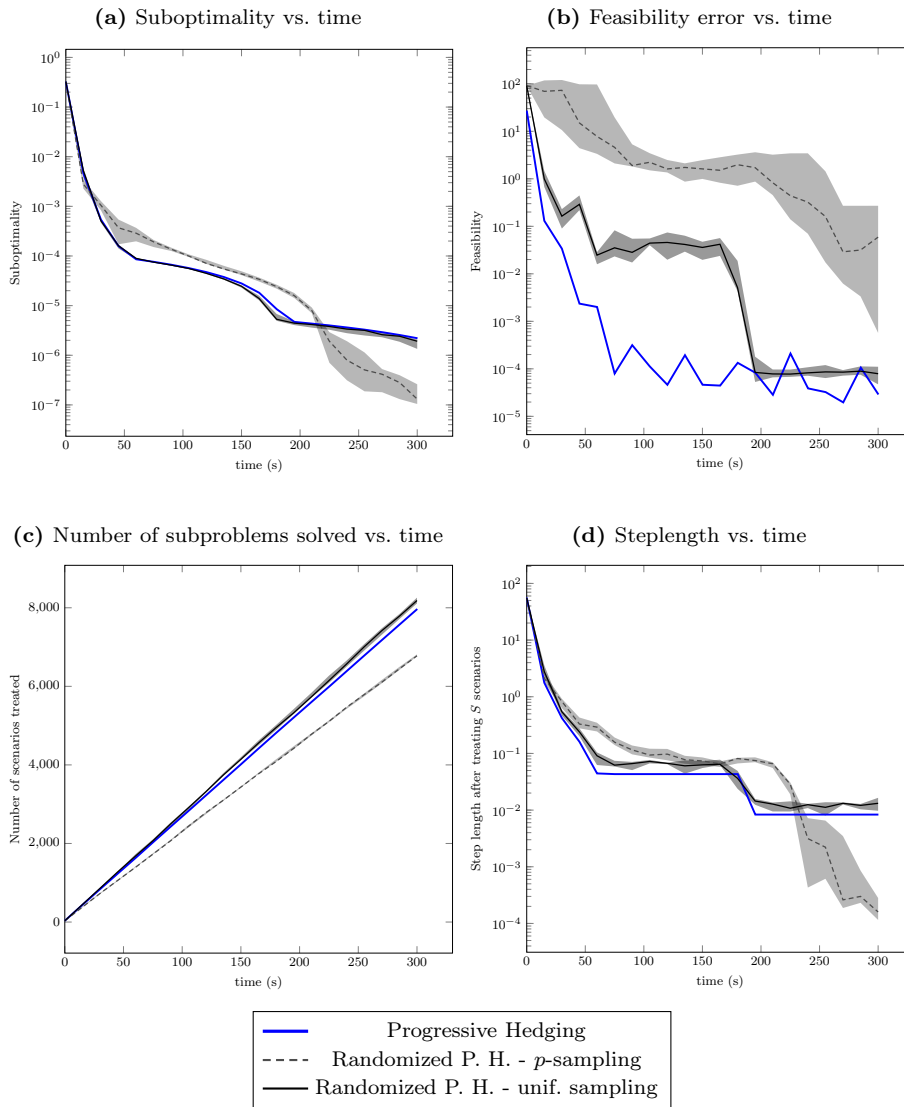 (a) Suboptimality vs. time
10^0
10^{-1}
10^{-2}
10^{-3}
10^{-4}
10^{-5}
10^{-6}
10^{-7}
Suboptimality
0 50 100 150 200 250 300
time (s)
(b) Feasibility error vs. time
10^2
10^1
10^0
10^{-1}
10^{-2}
10^{-3}
10^{-4}
10^{-5}
Feasibility
0 50 100 150 200 250 300
time (s)
(c) Number of subproblems solved vs. time
8,000
6,000
4,000
2,000
0
Number of scenarios treated
0 50 100 150 200 250 300
time (s)
(d) Steplength vs. time
10^2
10^1
10^0
10^{-1}
10^{-2}
10^{-3}
10^{-4}
Step length after treating S scenarios
0 50 100 150 200 250 300
time (s)
Progressive Hedging
Randomized P. H. - p-sampling
Randomized P. H. - unif. sampling